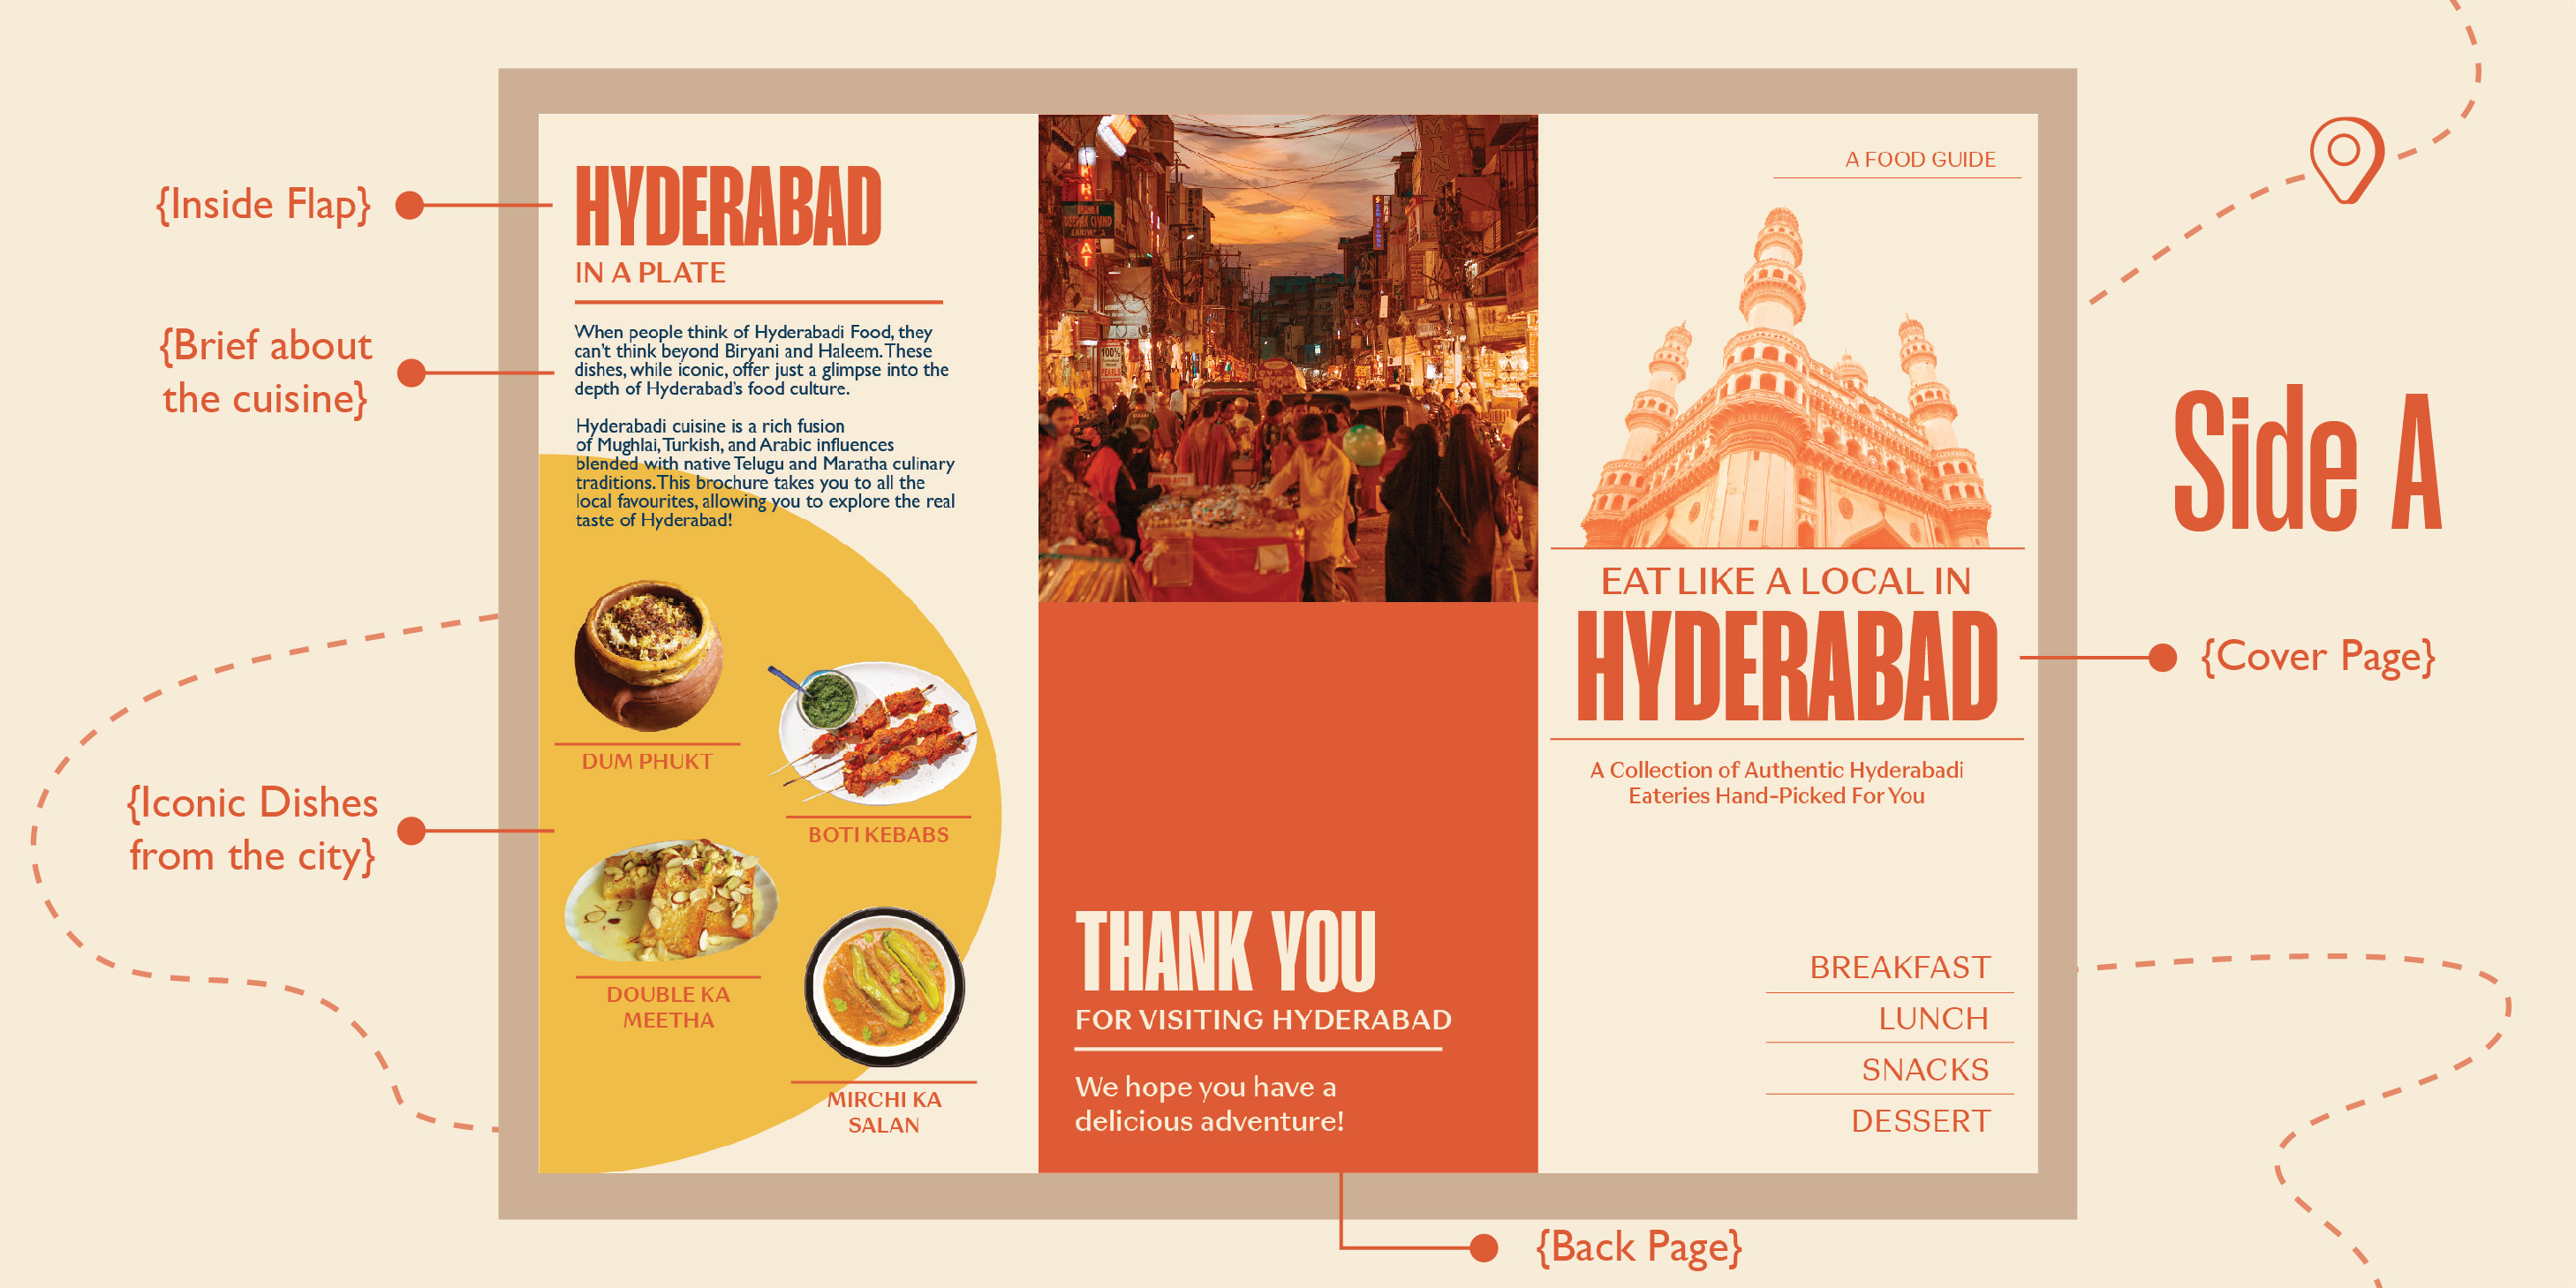 {Inside Flap}
{Brief about
the cuisine}
{Iconic Dishes
from the city}
HYDERABAD
IN A PLATE
When people think of Hyderabadi Food, they
can't think beyond Biryani and Haleem. These
dishes, while iconic, offer just a glimpse into the
depth of Hyderabad's food culture.
Hyderabadi cuisine is a rich fusion
of Mughlai, Turkish, and Arabic influences
blended with native Telugu and Maratha culinary
traditions. This brochure takes you to all the
local favourites, allowing you to explore the real
taste of Hyderabad!
DUM PHUKT
BOTI KEBABS
DOUBLE KA
MEETHA
MIRCHI KA
SALAN
100%
PEARLS
THANK YOU
FOR VISITING HYDERABAD
We hope you have a
delicious adventure!
{Back Page}
A FOOD GUIDE
EAT LIKE A LOCAL IN
HYDERABAD
A Collection of Authentic Hyderabadi
Eateries Hand-Picked For You
BREAKFAST
LUNCH
SNACKS
DESSERT
Side A
{Cover Page}